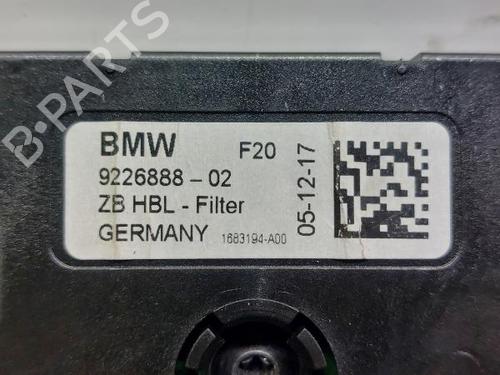 B-PARTS
BMW F20
9226888-02
ZB HBL - Filter
GERMANY 1683194-A00
05-12-17